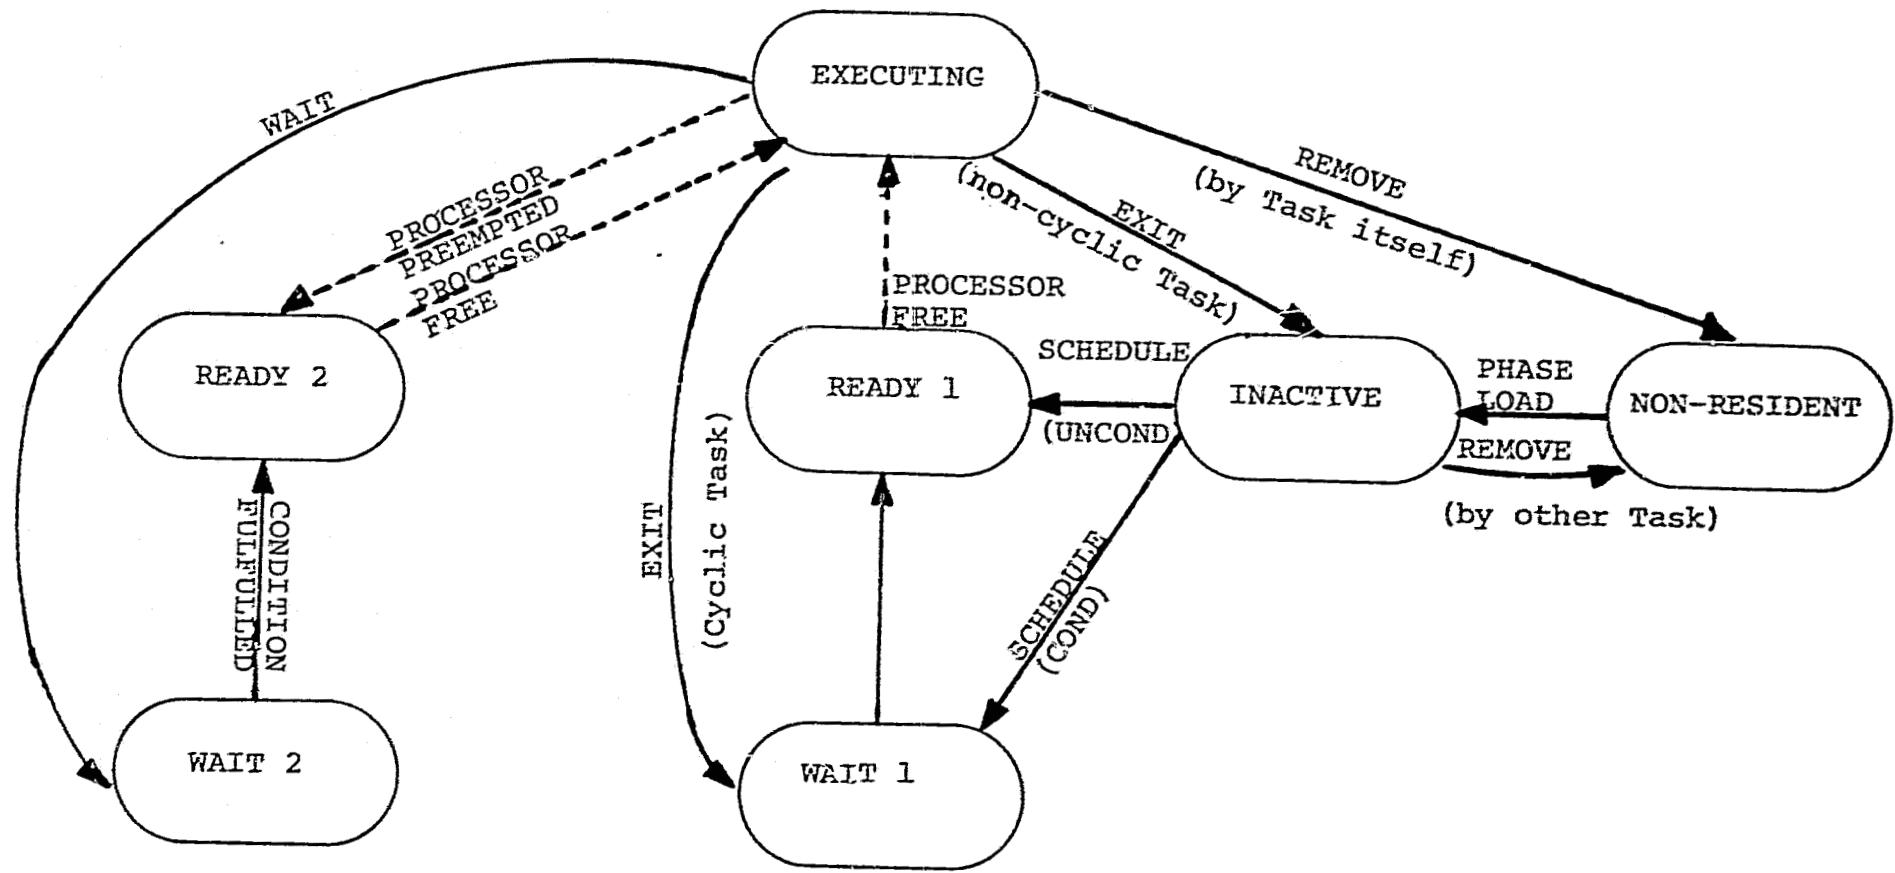 EXECUTING
WAIT
PROCESSOR
PREEMPTED
PROCESSOR
FREE
REMOVE
(by Task itself)
EXIT
(non-cyclic Task)
PROCESSOR
FREE
READY 2
READY 1
SCHEDULE
(UNCOND)
INACTIVE
PHASE
LOAD
NON-RESIDENT
REMOVE
(by other Task)
CONDITION
FULFULLED
EXIT
(Cyclic Task)
SCHEDULE
(COND)
WAIT 2
WAIT 1